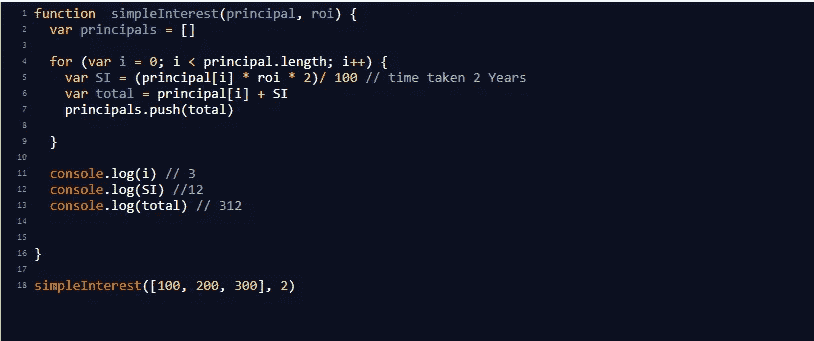 1 function  simpleInterest(principal, roi) {
2   var principals = []
3
4   for (var i = 0; i < principal.length; i++) {
5     var SI = (principal[i] * roi * 2)/ 100 // time taken 2 Years
6     var total = principal[i] + SI
7     principals.push(total)
8
9   }
10
11   console.log(i) // 3
12   console.log(SI) //12
13   console.log(total) // 312
14
15
16 }
17
18 simpleInterest([100, 200, 300], 2)